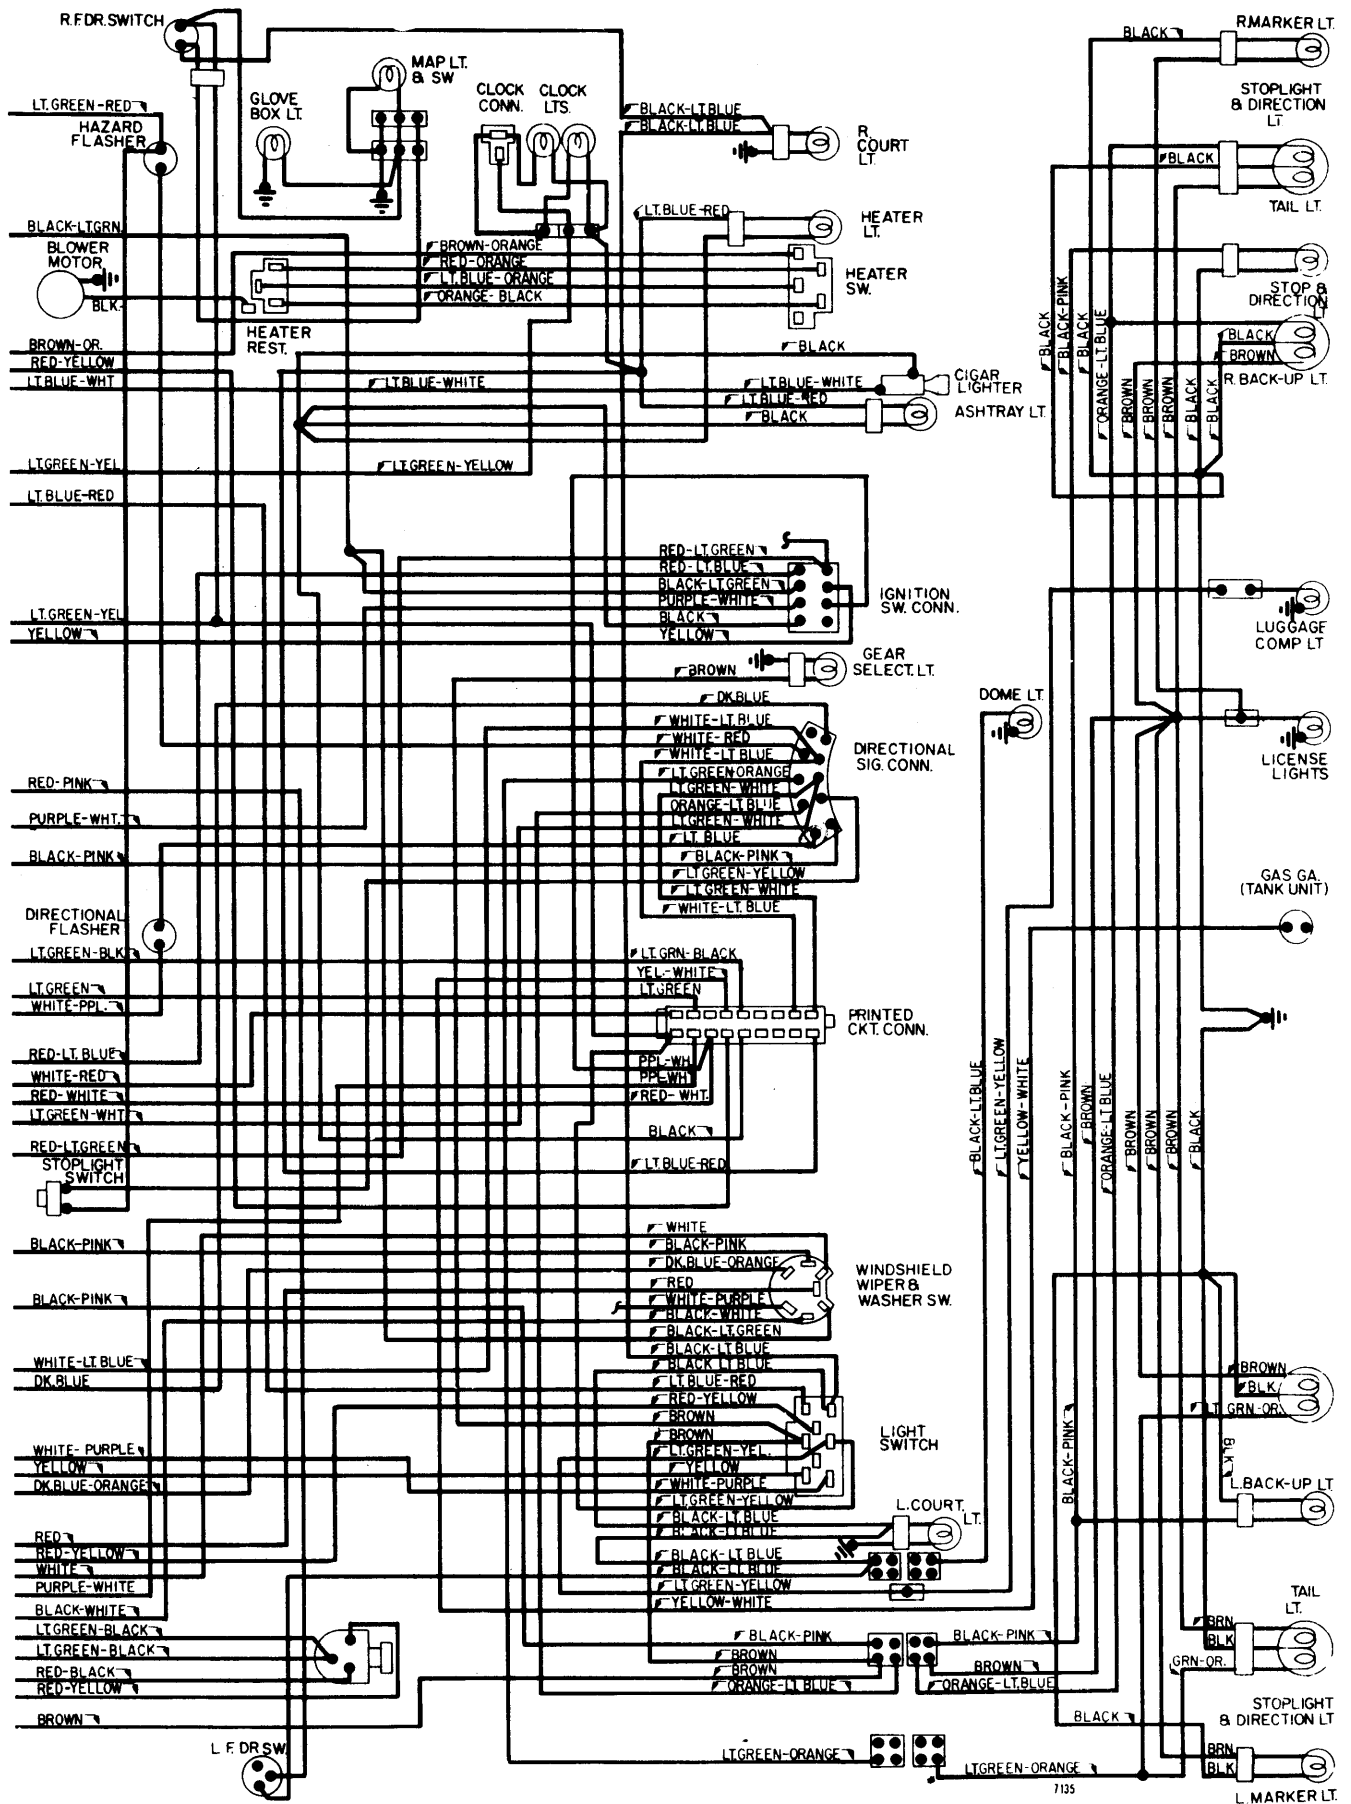 R.F.DR.SWITCH
MAP LT.
& SW
CLOCK
CONN.
CLOCK
LTS.
GLOVE
BOX LT.
LT.GREEN-RED
HAZARD
FLASHER
BLACK-LT.BLUE
BLACK-LT.BLUE
R.
COURT
LT.
BLACK
R.MARKER LT.
STOPLIGHT
& DIRECTION
LT
BLACK
TAIL LT.
BLACK-LT.GRN.
BLOWER
MOTOR
BLK.
LT.BLUE-RED
HEATER
LT.
BROWN-ORANGE
RED-ORANGE
LT.BLUE-ORANGE
ORANGE-BLACK
HEATER
SW.
HEATER
REST.
STOP &
DIRECTION
LT
BLACK
BROWN
R.BACK-UP LT.
BLACK
BLACK-PINK
BLACK
ORANGE-LT.BLUE
BROWN
BROWN
BROWN
BLACK
BLACK
BROWN-OR.
RED-YELLOW
LT.BLUE-WHT
BLACK
LT.BLUE-WHITE
LT.BLUE-WHITE
LT.BLUE-RED
BLACK
CIGAR
LIGHTER
ASHTRAY LT.
LT.GREEN-YEL
LT.GREEN-YELLOW
LT.BLUE-RED
RED-LT.GREEN
RED-LT.BLUE
BLACK-LT.GREEN
PURPLE-WHITE
BLACK
YELLOW
IGNITION
SW. CONN.
LT.GREEN-YEL
YELLOW
LUGGAGE
COMP LT
BROWN
GEAR
SELECT. LT.
DOME LT.
DK.BLUE
WHITE-LT.BLUE
WHITE-RED
WHITE-LT BLUE
LT.GREEN-ORANGE
LT.GREEN-WHITE
ORANGE-LT.BLUE
LT.GREEN-WHITE
LT. BLUE
BLACK-PINK
LT.GREEN-YELLOW
LT.GREEN-WHITE
WHITE-LT. BLUE
DIRECTIONAL
SIG. CONN.
LICENSE
LIGHTS
RED-PINK
PURPLE-WHT.
BLACK-PINK
GAS GA.
(TANK UNIT)
DIRECTIONAL
FLASHER
LT.GREEN-BLK
LT.GREEN
WHITE-PPL.
LT.GRN-BLACK
YEL.-WHITE
LT.GREEN
PRINTED
CKT. CONN.
PPL-WH
PPL-WHT
RED-WHT.
BLACK
LT.BLUE-RED
RED-LT. BLUE
WHITE-RED
RED-WHITE
LT.GREEN-WHT
RED-LT.GREEN
STOPLIGHT
SWITCH
BLACK-LT.BLUE
LT.GREEN-YELLOW
YELLOW-WHITE
BLACK-PINK
BROWN
ORANGE-LT BLUE
BROWN
BROWN
BROWN
BLACK
BLACK-PINK
BLACK-PINK
WHITE
BLACK-PINK
DK.BLUE-ORANGE
RED
WHITE-PURPLE
BLACK-WHITE
BLACK-LT.GREEN
WINDSHIELD
WIPER &
WASHER SW.
WHITE-LT.BLUE
DK.BLUE
BLACK-LT.BLUE
BLACK LT BLUE
LT.BLUE-RED
RED-YELLOW
BROWN
BROWN
LT.GREEN-YEL.
YELLOW
WHITE-PURPLE
LT.GREEN-YELLOW
LIGHT
SWITCH
BROWN
BLK
LT. GRN-OR.
BLK
BLACK-PINK
L.BACK-UP LT
WHITE-PURPLE
YELLOW
DK.BLUE-ORANGE
RED
RED-YELLOW
WHITE
PURPLE-WHITE
BLACK-WHITE
LT.GREEN-BLACK
LT.GREEN-BLACK
RED-BLACK
RED-YELLOW
BROWN
L.COURT.
LT.
BLACK-LT.BLUE
BLACK-LT.BLUE
BLACK-LT BLUE
BLACK-LT BLUE
LT GREEN-YELLOW
YELLOW-WHITE
BLACK-PINK
BROWN
BROWN
ORANGE-LT BLUE
BLACK-PINK
BROWN
ORANGE-LT.BLUE
TAIL
LT.
BRN
BLK
GRN-OR.
STOPLIGHT
& DIRECTION LT
BLACK
BRN
BLK
L.MARKER LT.
L.F.DR SW.
LT.GREEN-ORANGE
LT.GREEN-ORANGE
7135